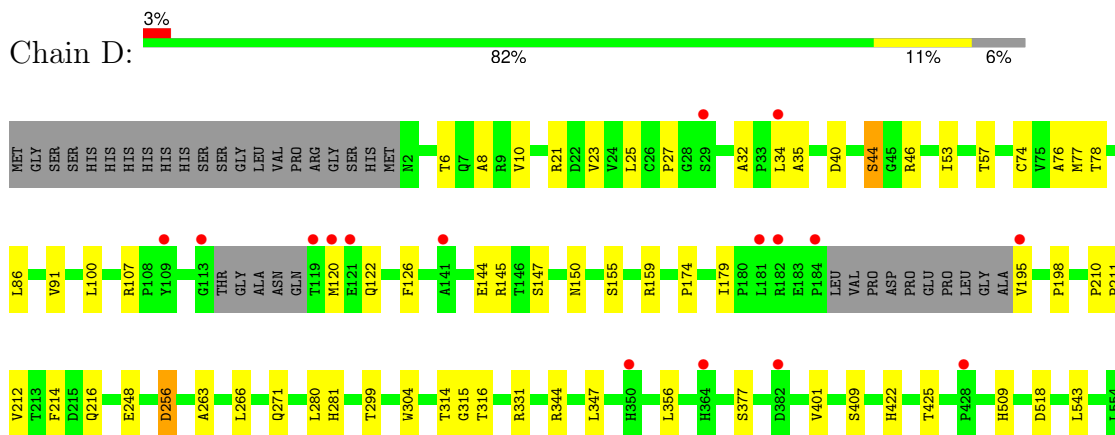 3%
Chain D:
82% 11% 6%
MET GLY SER SER HIS HIS HIS HIS HIS HIS SER SER GLY LEU VAL PRO ARG GLY SER HIS MET N2 T6 Q7 A8 R9 V10 R21 D22 V23 V24 L25 C26 P27 G28 S29 A32 P33 L34 A35 D40 S44 G45 R46 I53 T57 C74 V75 A76 M77 T78
L86 V91 L100 R107 P108 Y109 G113 THR GLY ALA ASN GLN T119 M120 E121 Q122 F126 A141 E144 R145 T146 S147 N150 S155 R159 P174 I179 P180 L181 R182 E183 P184 LEU VAL PRO ASP PRO GLU PRO LEU GLY ALA V195 P198 P210 R211
V212 T213 F214 D215 Q216 E248 D256 A263 L266 Q271 L280 H281 T299 W304 T314 G315 T316 R331 R344 L347 H350 L356 H364 S377 D382 V401 S409 H422 T425 P428 H509 D518 L543 L554